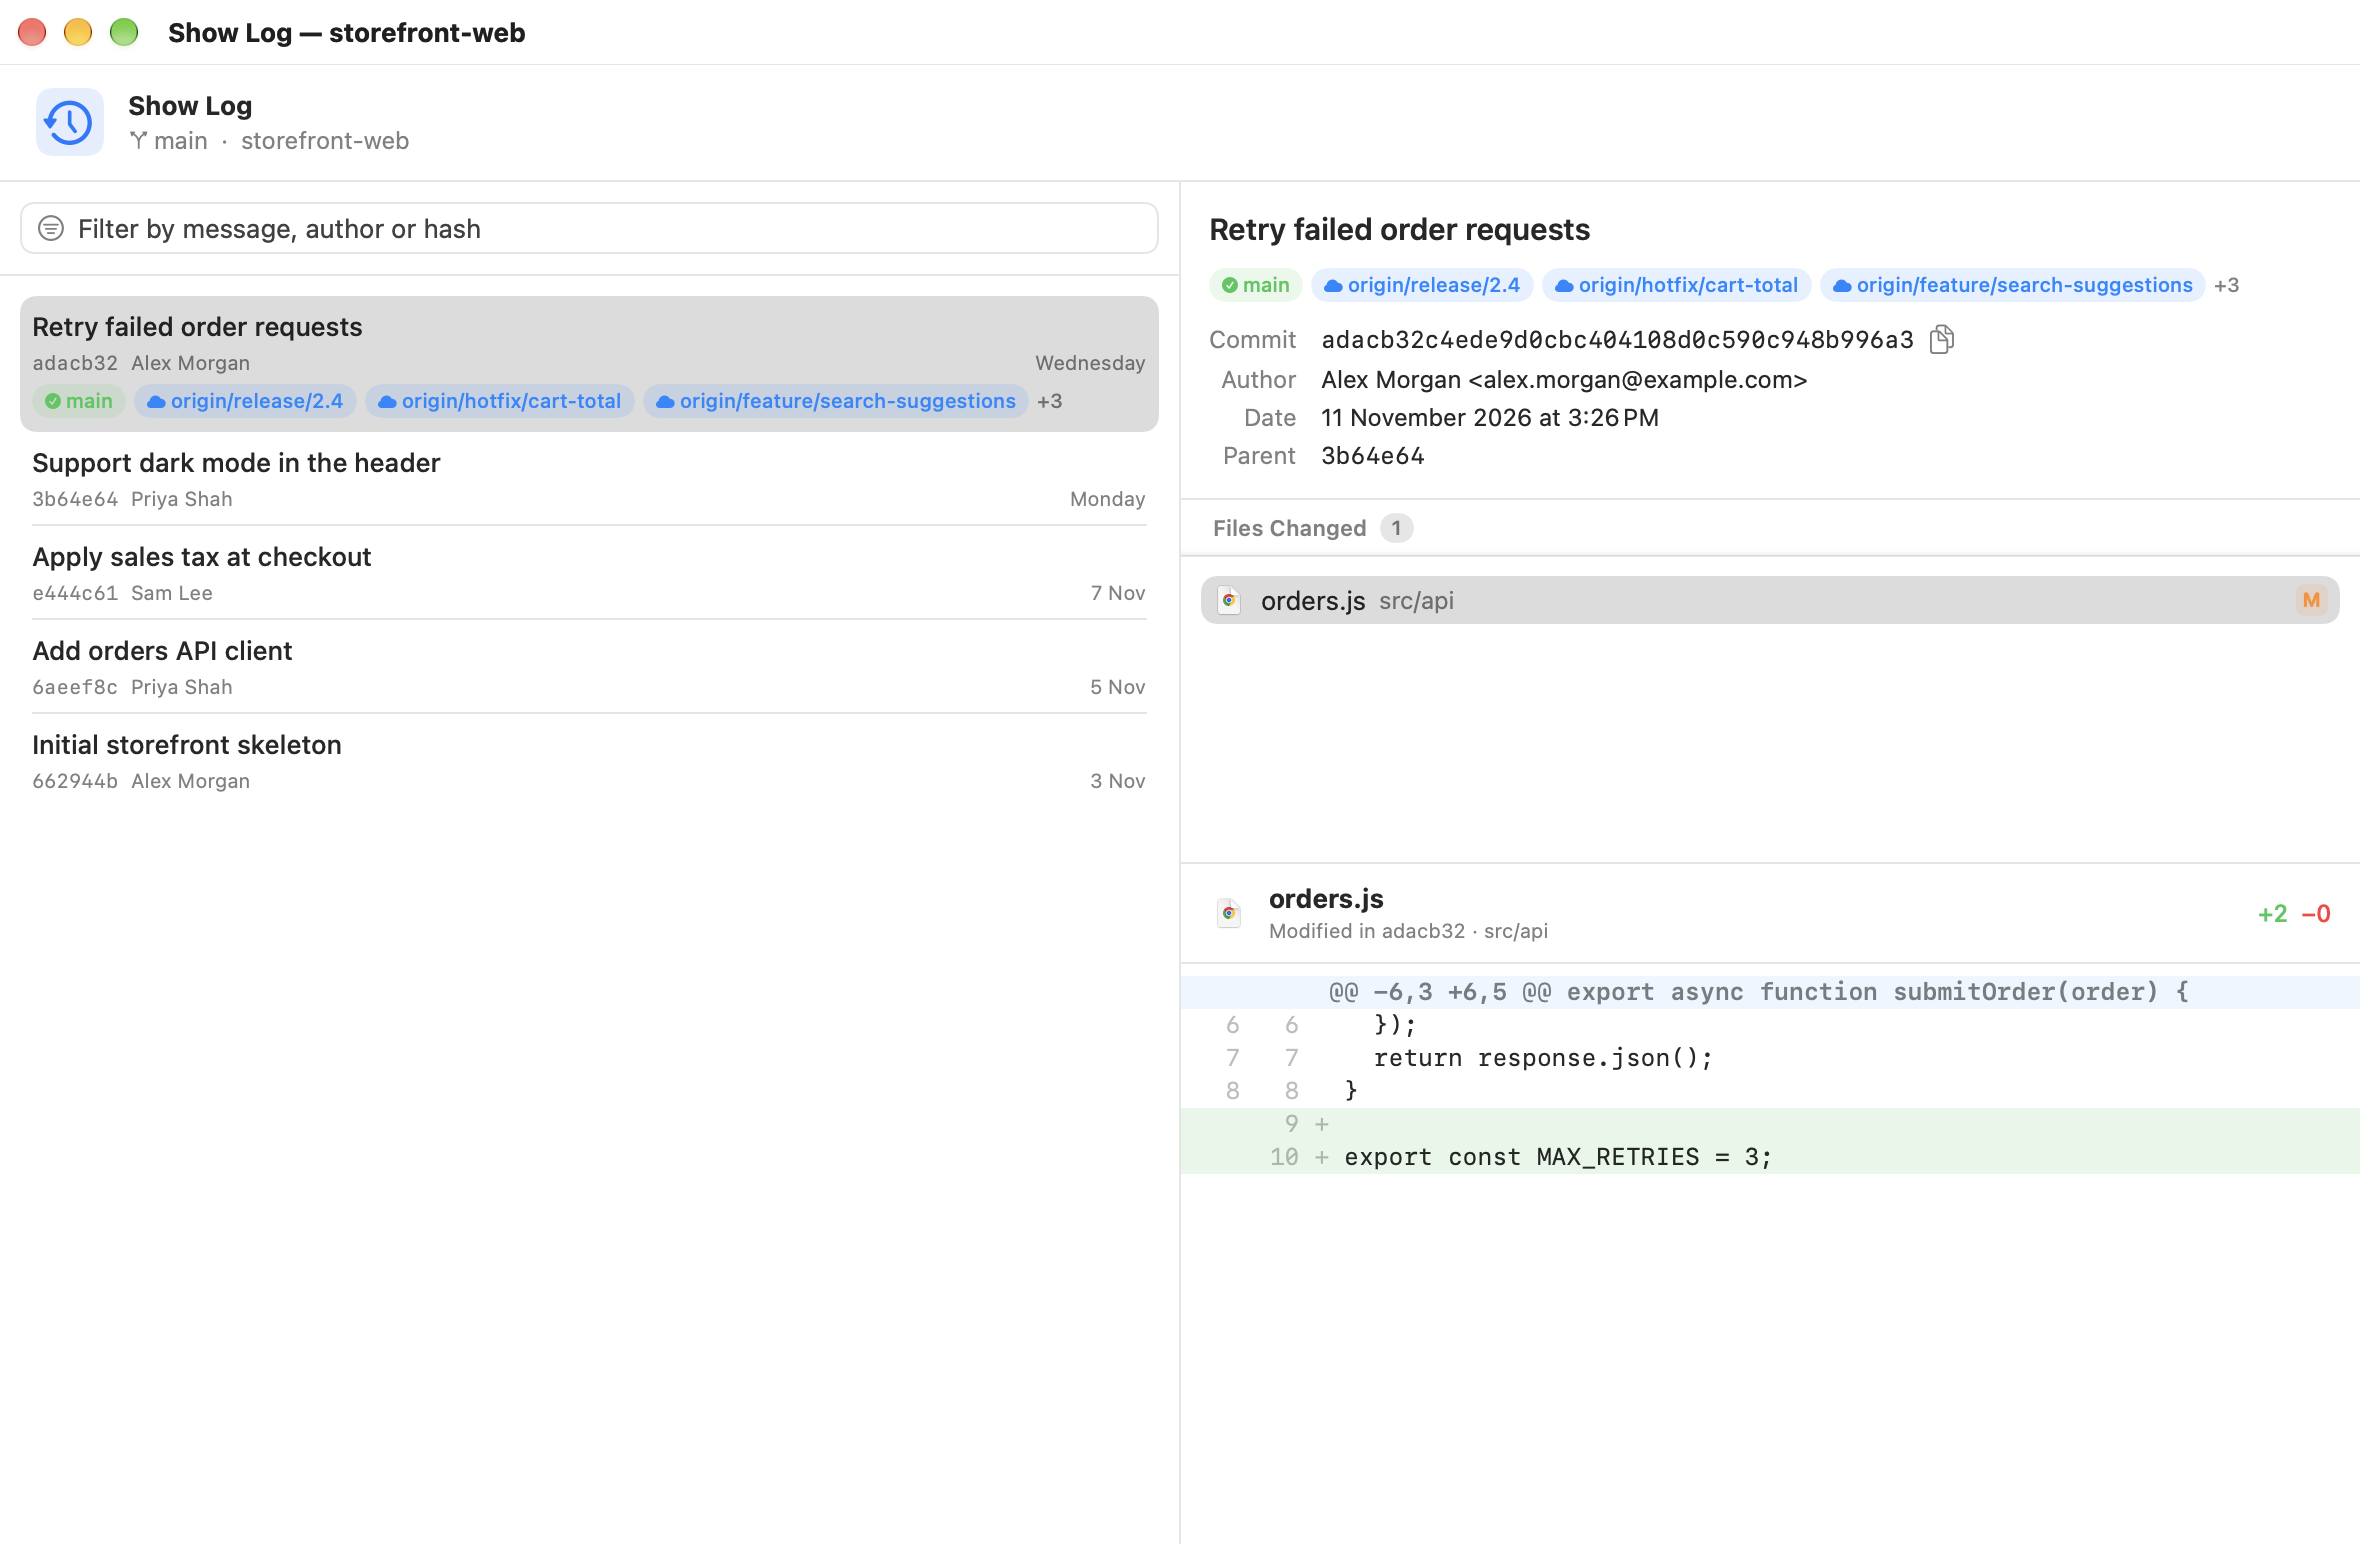 Show Log — storefront-web
Show Log
main · storefront-web
Filter by message, author or hash
Retry failed order requests
adacb32 Alex Morgan Wednesday
main origin/release/2.4 origin/hotfix/cart-total origin/feature/search-suggestions +3
Support dark mode in the header
3b64e64 Priya Shah Monday
Apply sales tax at checkout
e444c61 Sam Lee 7 Nov
Add orders API client
6aeef8c Priya Shah 5 Nov
Initial storefront skeleton
662944b Alex Morgan 3 Nov
Retry failed order requests
main origin/release/2.4 origin/hotfix/cart-total origin/feature/search-suggestions +3
Commit adacb32c4ede9d0cbc404108d0c590c948b996a3
Author Alex Morgan <alex.morgan@example.com>
Date 11 November 2026 at 3:26 PM
Parent 3b64e64
Files Changed 1
orders.js src/api M
orders.js
Modified in adacb32 · src/api
+2 −0
@@ −6,3 +6,5 @@ export async function submitOrder(order) {
6 6 });
7 7 return response.json();
8 8 }
9 +
10 + export const MAX_RETRIES = 3;